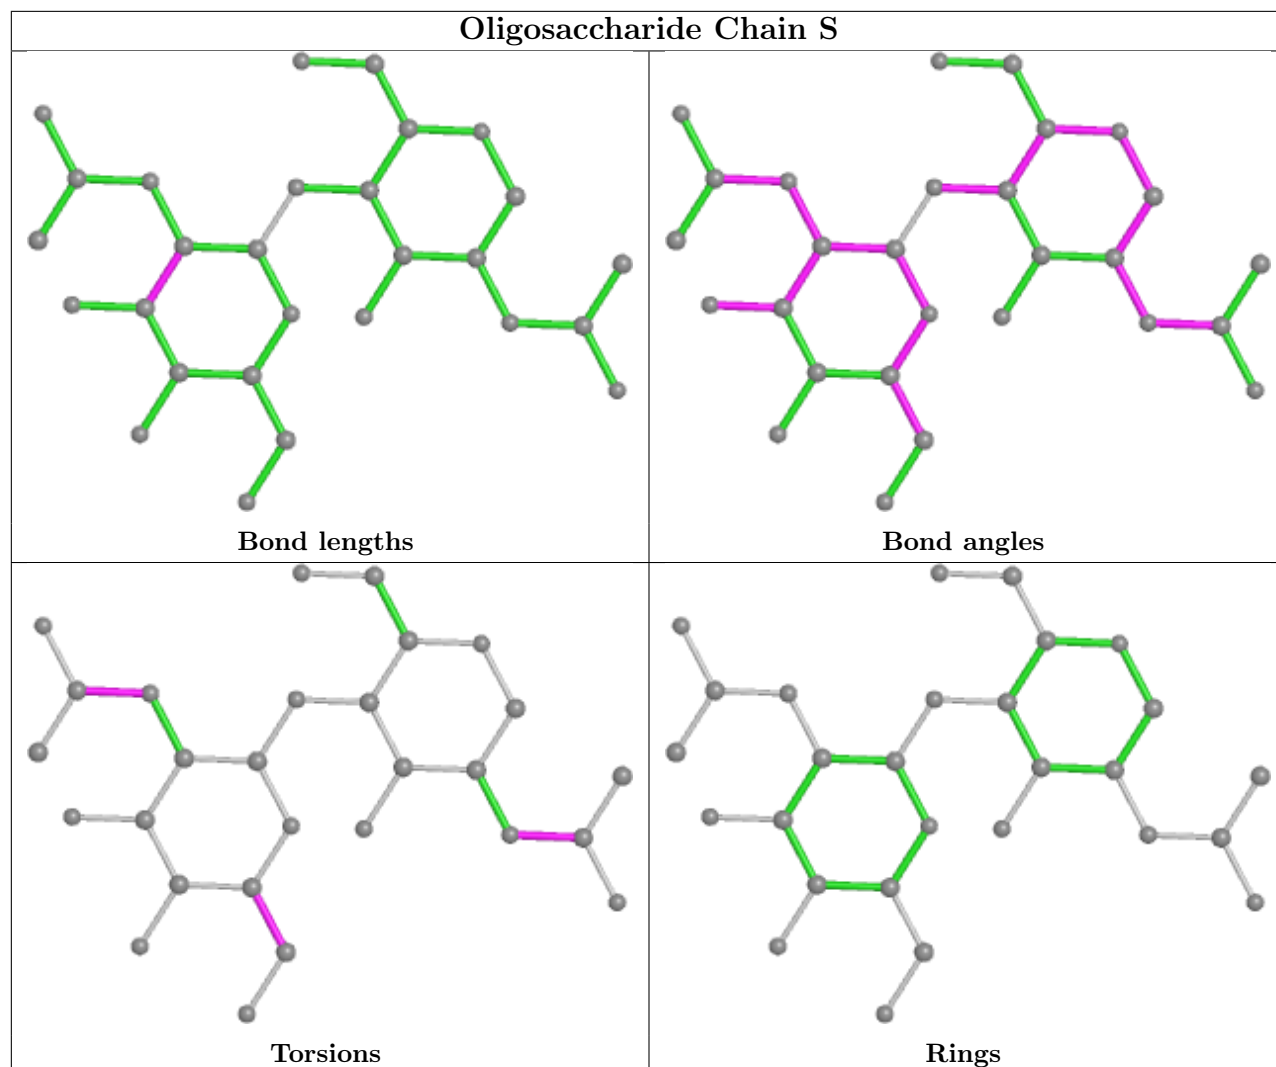 Oligosaccharide Chain S
Bond lengths
Bond angles
Torsions
Rings